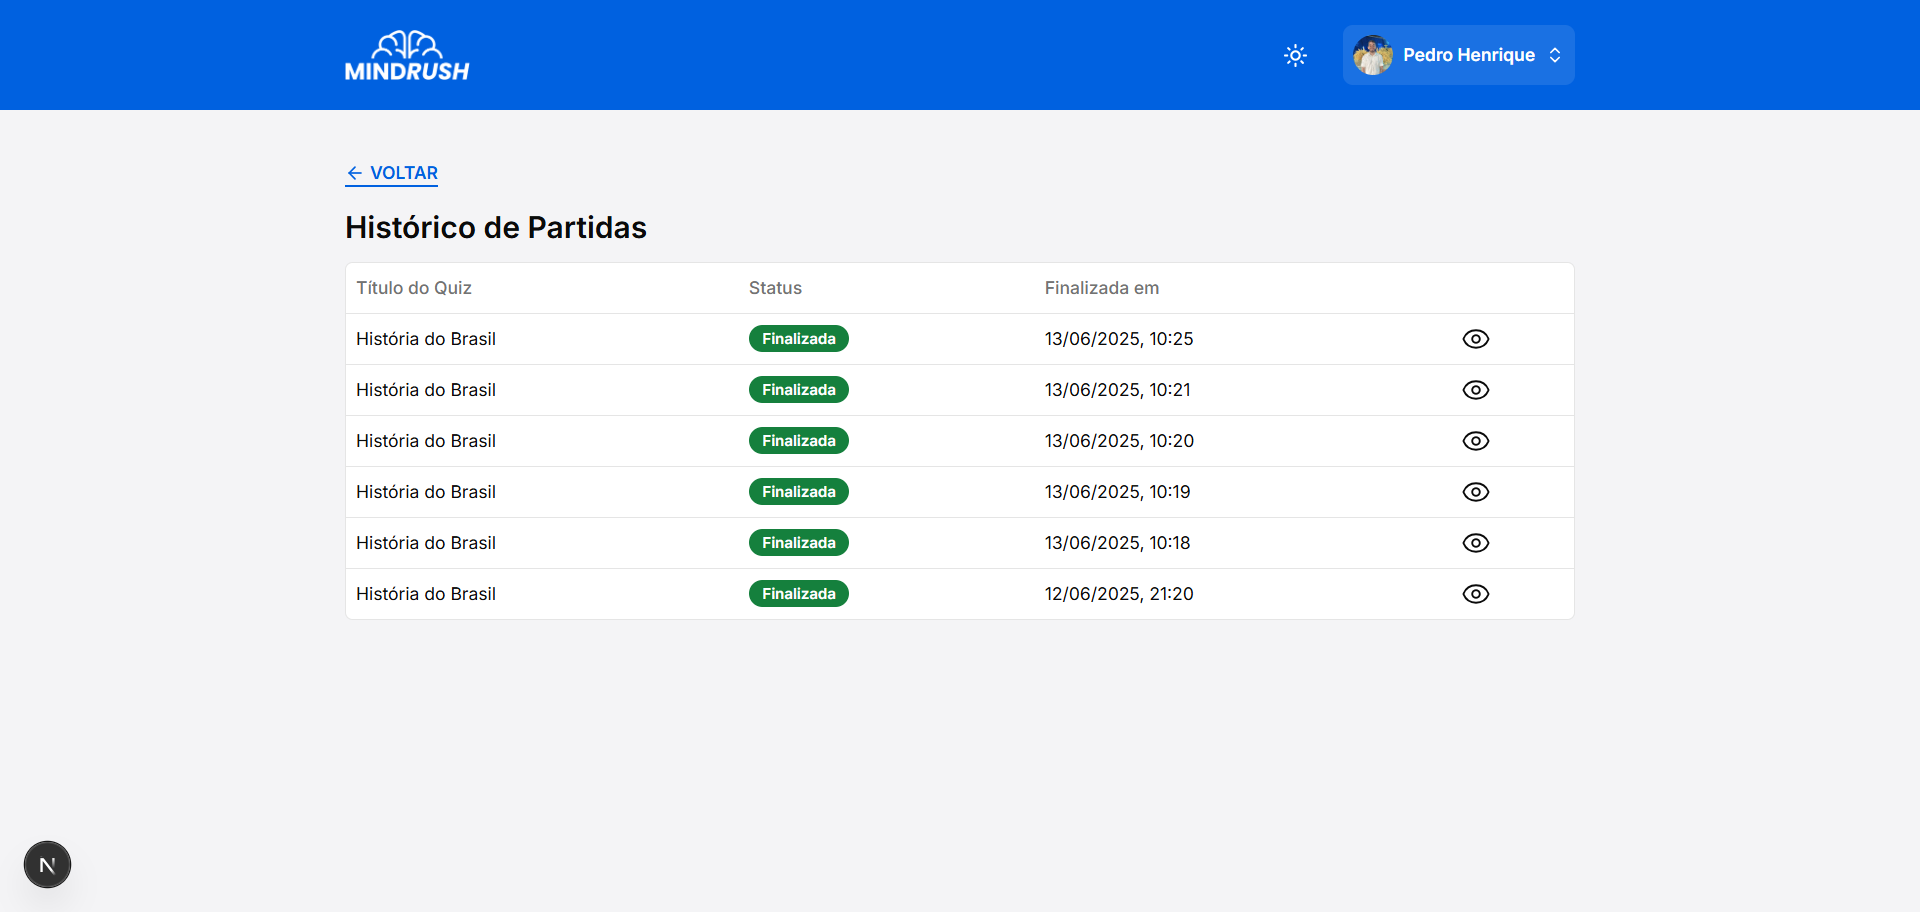 MINDRUSH
Pedro Henrique
VOLTAR
Histórico de Partidas
Título do Quiz Status Finalizada em
História do Brasil Finalizada 13/06/2025, 10:25
História do Brasil Finalizada 13/06/2025, 10:21
História do Brasil Finalizada 13/06/2025, 10:20
História do Brasil Finalizada 13/06/2025, 10:19
História do Brasil Finalizada 13/06/2025, 10:18
História do Brasil Finalizada 12/06/2025, 21:20
N